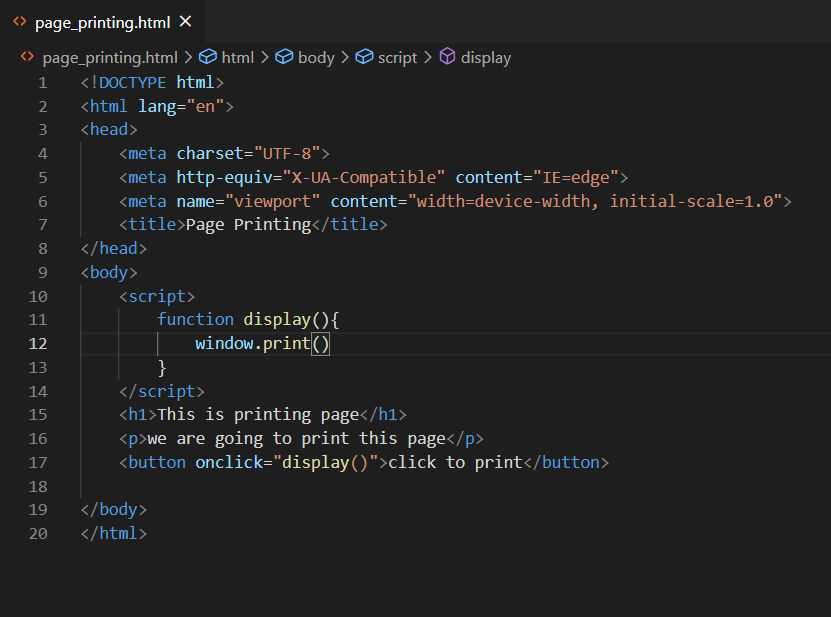 page_printing.html
page_printing.html > html > body > script > display
1 <!DOCTYPE html>
2 <html lang="en">
3 <head>
4     <meta charset="UTF-8">
5     <meta http-equiv="X-UA-Compatible" content="IE=edge">
6     <meta name="viewport" content="width=device-width, initial-scale=1.0">
7     <title>Page Printing</title>
8 </head>
9 <body>
10     <script>
11         function display(){
12             window.print()
13         }
14     </script>
15     <h1>This is printing page</h1>
16     <p>we are going to print this page</p>
17     <button onclick="display()">click to print</button>
18
19 </body>
20 </html>